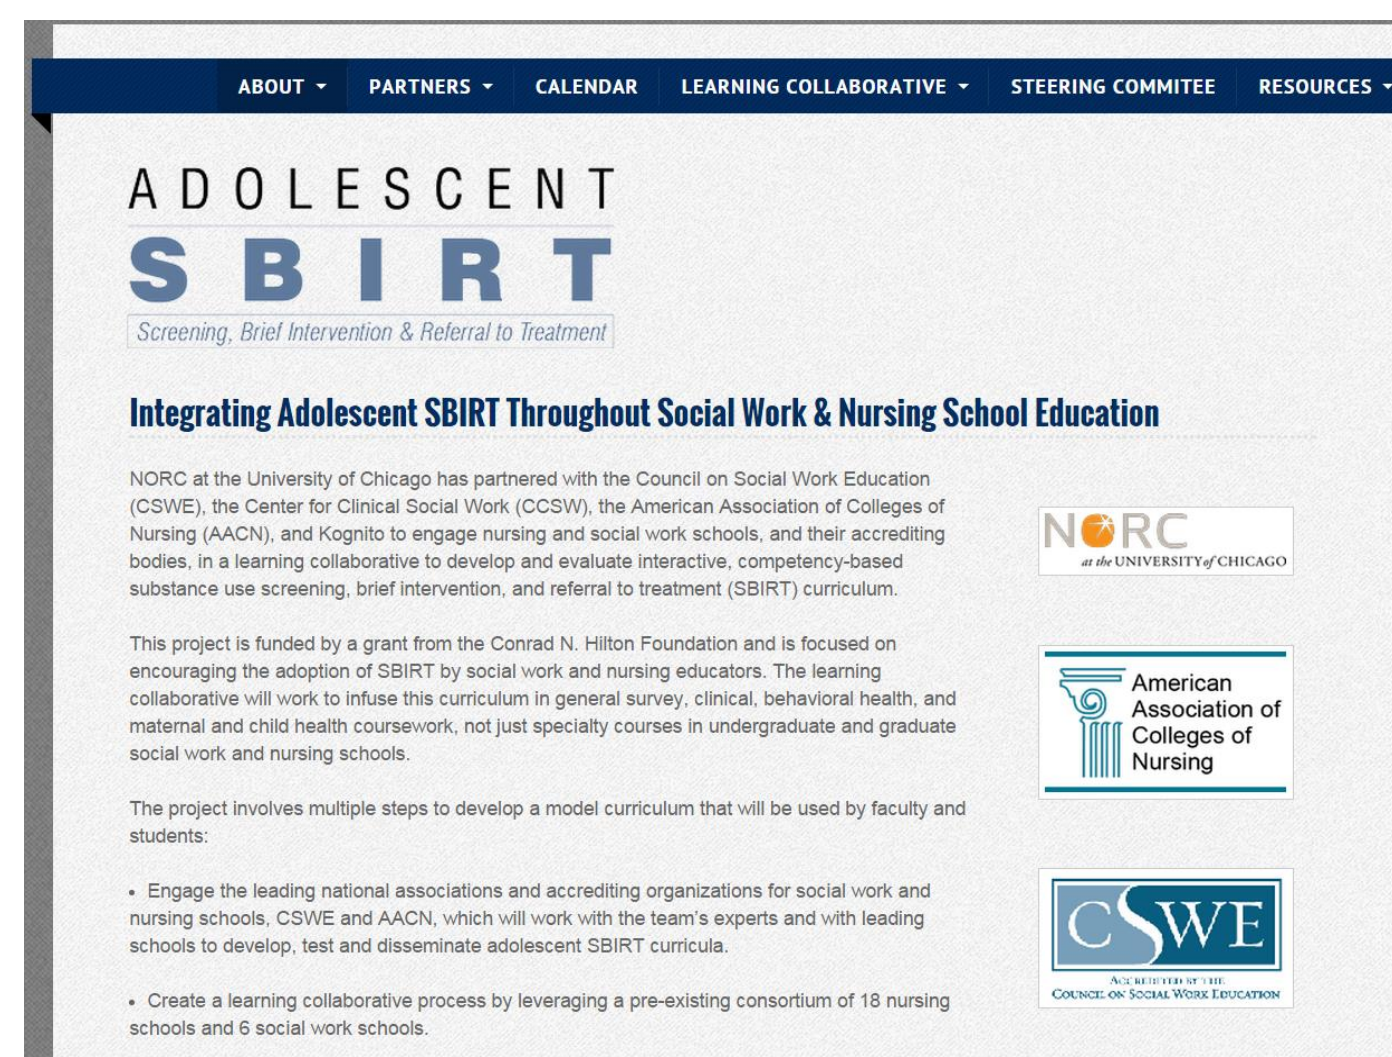 ABOUT PARTNERS CALENDAR LEARNING COLLABORATIVE STEERING COMMITEE RESOURCES
ADOLESCENT
SBIRT
Screening, Brief Intervention & Referral to Treatment
Integrating Adolescent SBIRT Throughout Social Work & Nursing School Education
NORC at the University of Chicago has partnered with the Council on Social Work Education
(CSWE), the Center for Clinical Social Work (CCSW), the American Association of Colleges of
Nursing (AACN), and Kognito to engage nursing and social work schools, and their accrediting
bodies, in a learning collaborative to develop and evaluate interactive, competency-based
substance use screening, brief intervention, and referral to treatment (SBIRT) curriculum.
This project is funded by a grant from the Conrad N. Hilton Foundation and is focused on
encouraging the adoption of SBIRT by social work and nursing educators. The learning
collaborative will work to infuse this curriculum in general survey, clinical, behavioral health, and
maternal and child health coursework, not just specialty courses in undergraduate and graduate
social work and nursing schools.
The project involves multiple steps to develop a model curriculum that will be used by faculty and
students:
• Engage the leading national associations and accrediting organizations for social work and
nursing schools, CSWE and AACN, which will work with the team's experts and with leading
schools to develop, test and disseminate adolescent SBIRT curricula.
• Create a learning collaborative process by leveraging a pre-existing consortium of 18 nursing
schools and 6 social work schools.
NORC
at the UNIVERSITY of CHICAGO
American
Association of
Colleges of
Nursing
CSWE
ACCREDITED BY THE
COUNCIL ON SOCIAL WORK EDUCATION